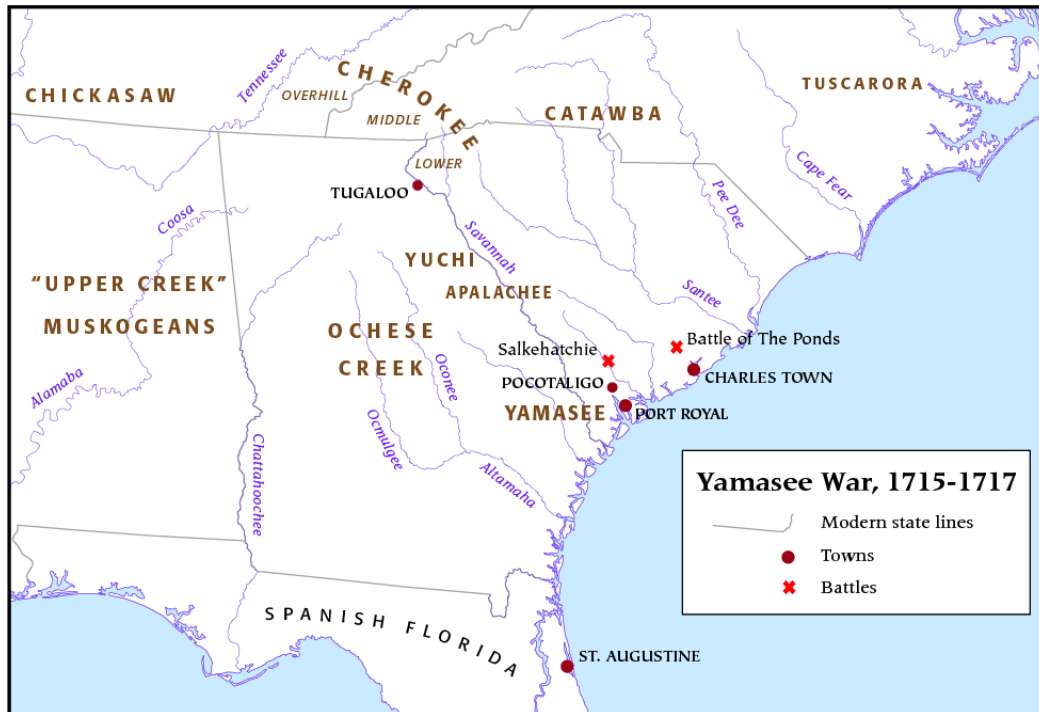 Tennessee
CHEROKEE
OVERHILL
MIDDLE
LOWER
CHICKASAW
CATAWBA
TUSCARORA
TUGALOO
Cape Fear
Pee Dee
Coosa
Savannah
YUCHI
APALACHEE
"UPPER CREEK"
MUSKOGEANS
Santee
OCHESE
CREEK
Oconee
Salkehatchie
Battle of The Ponds
POCOTALIGO
CHARLES TOWN
YAMASEE
PORT ROYAL
Alamaba
Ocmulgee
Chattahoochee
Altamaha
Yamasee War, 1715-1717
Modern state lines
Towns
Battles
SPANISH FLORIDA
ST. AUGUSTINE